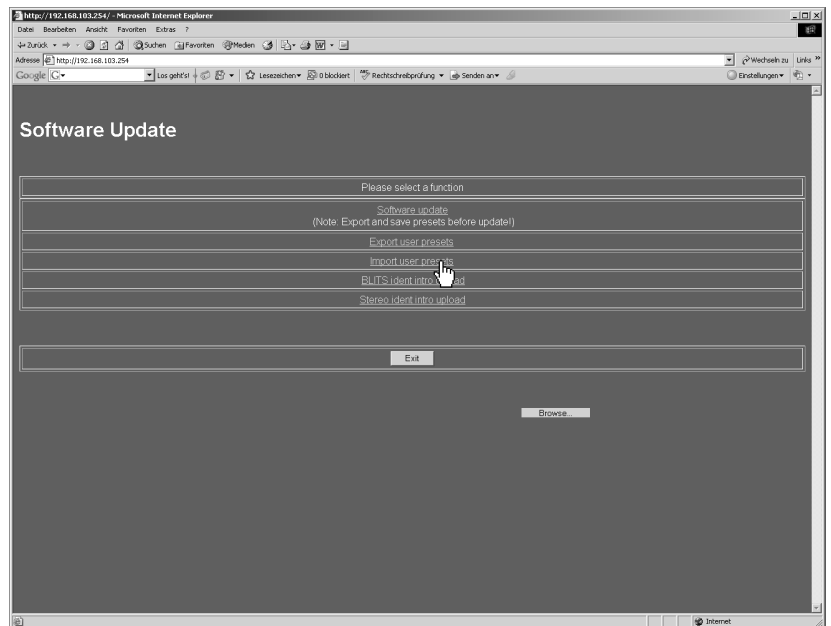 http://192.168.103.254/ - Microsoft Internet Explorer
Datei Bearbeiten Ansicht Favoriten Extras ?
Zurück Suchen Favoriten Medien
Adresse http://192.168.103.254 Wechseln zu Links »
Google G Los geht's! Lesezeichen 0 blockiert Rechtschreibprüfung Senden an Einstellungen
Software Update
Please select a function
Software update
(Note: Export and save presets before update!)
Export user presets
Import user presets
BLITS ident intro upload
Stereo ident intro upload
Exit
Browse...
Internet